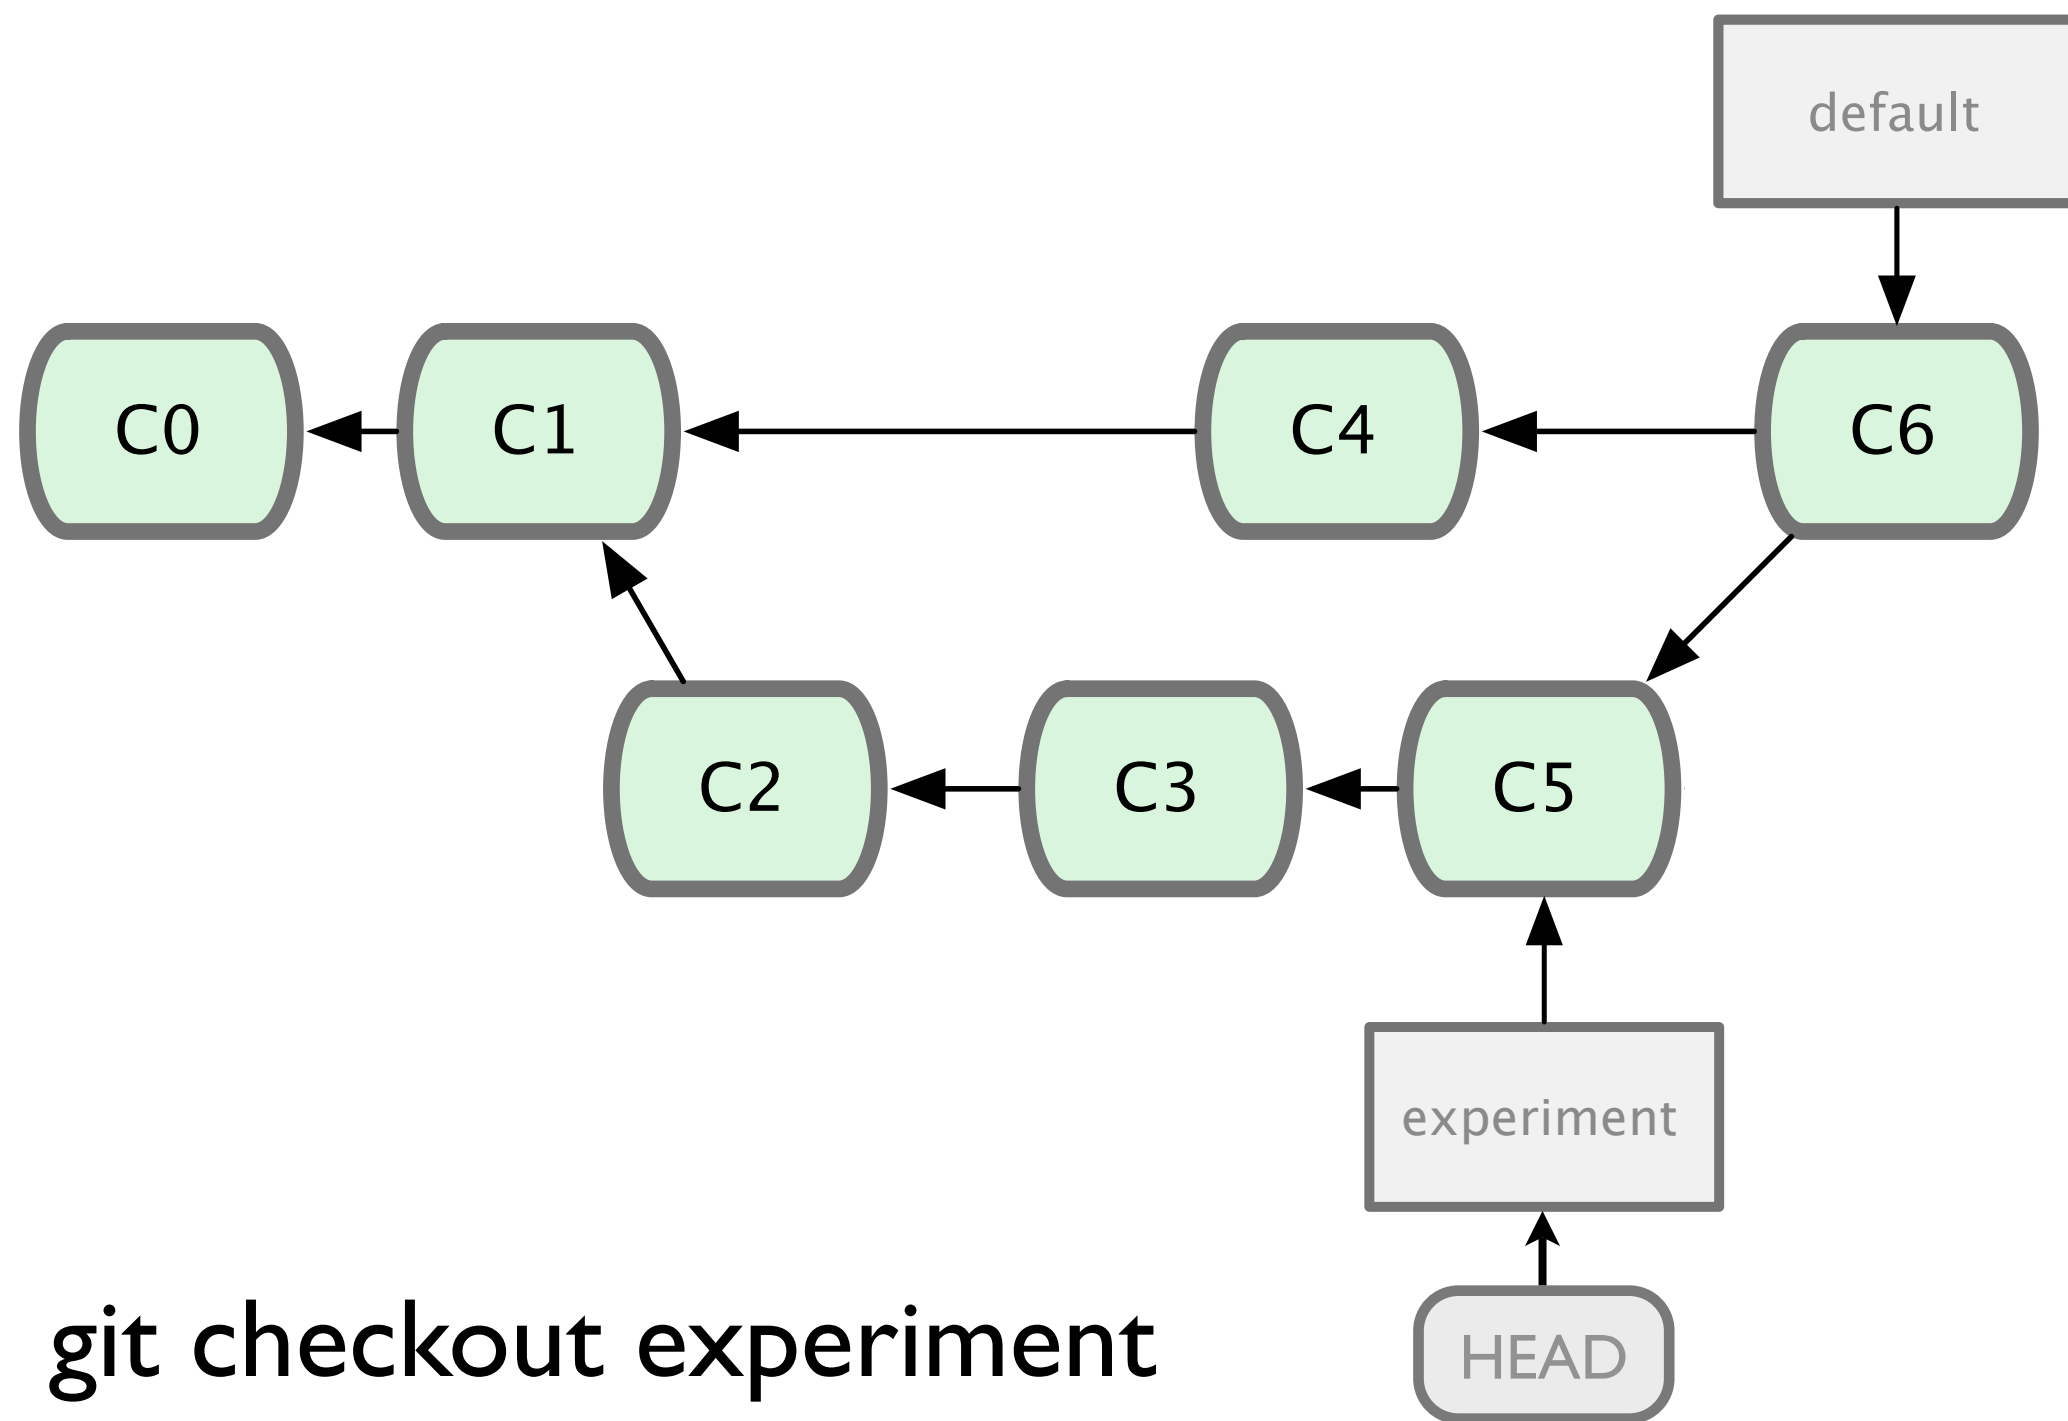 default
C0
C1
C4
C6
C2
C3
C5
experiment
git checkout experiment
HEAD